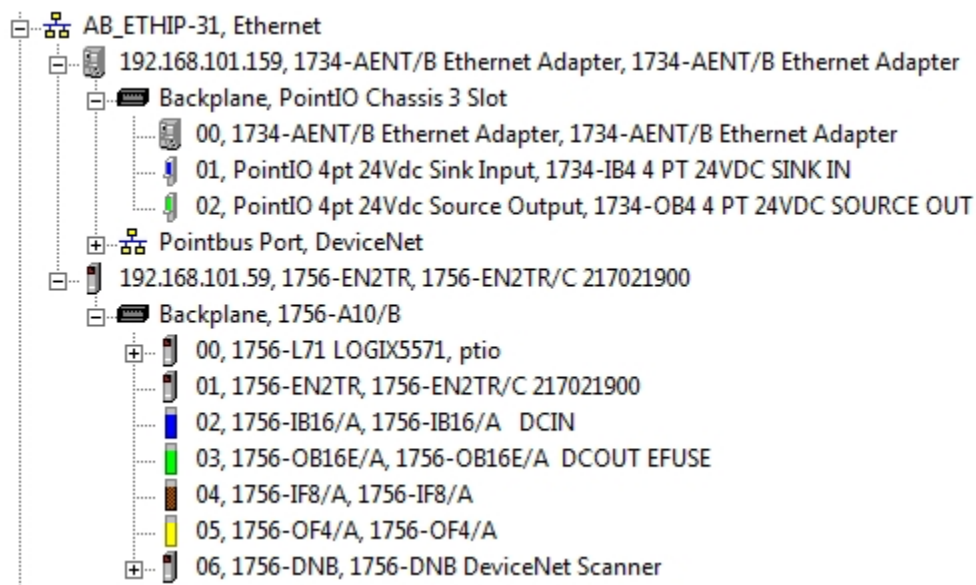 AB_ETHIP-31, Ethernet
192.168.101.159, 1734-AENT/B Ethernet Adapter, 1734-AENT/B Ethernet Adapter
Backplane, PointIO Chassis 3 Slot
00, 1734-AENT/B Ethernet Adapter, 1734-AENT/B Ethernet Adapter
01, PointIO 4pt 24Vdc Sink Input, 1734-IB4 4 PT 24VDC SINK IN
02, PointIO 4pt 24Vdc Source Output, 1734-OB4 4 PT 24VDC SOURCE OUT
Pointbus Port, DeviceNet
192.168.101.59, 1756-EN2TR, 1756-EN2TR/C 217021900
Backplane, 1756-A10/B
00, 1756-L71 LOGIX5571, ptio
01, 1756-EN2TR, 1756-EN2TR/C 217021900
02, 1756-IB16/A, 1756-IB16/A   DCIN
03, 1756-OB16E/A, 1756-OB16E/A  DCOUT EFUSE
04, 1756-IF8/A, 1756-IF8/A
05, 1756-OF4/A, 1756-OF4/A
06, 1756-DNB, 1756-DNB DeviceNet Scanner